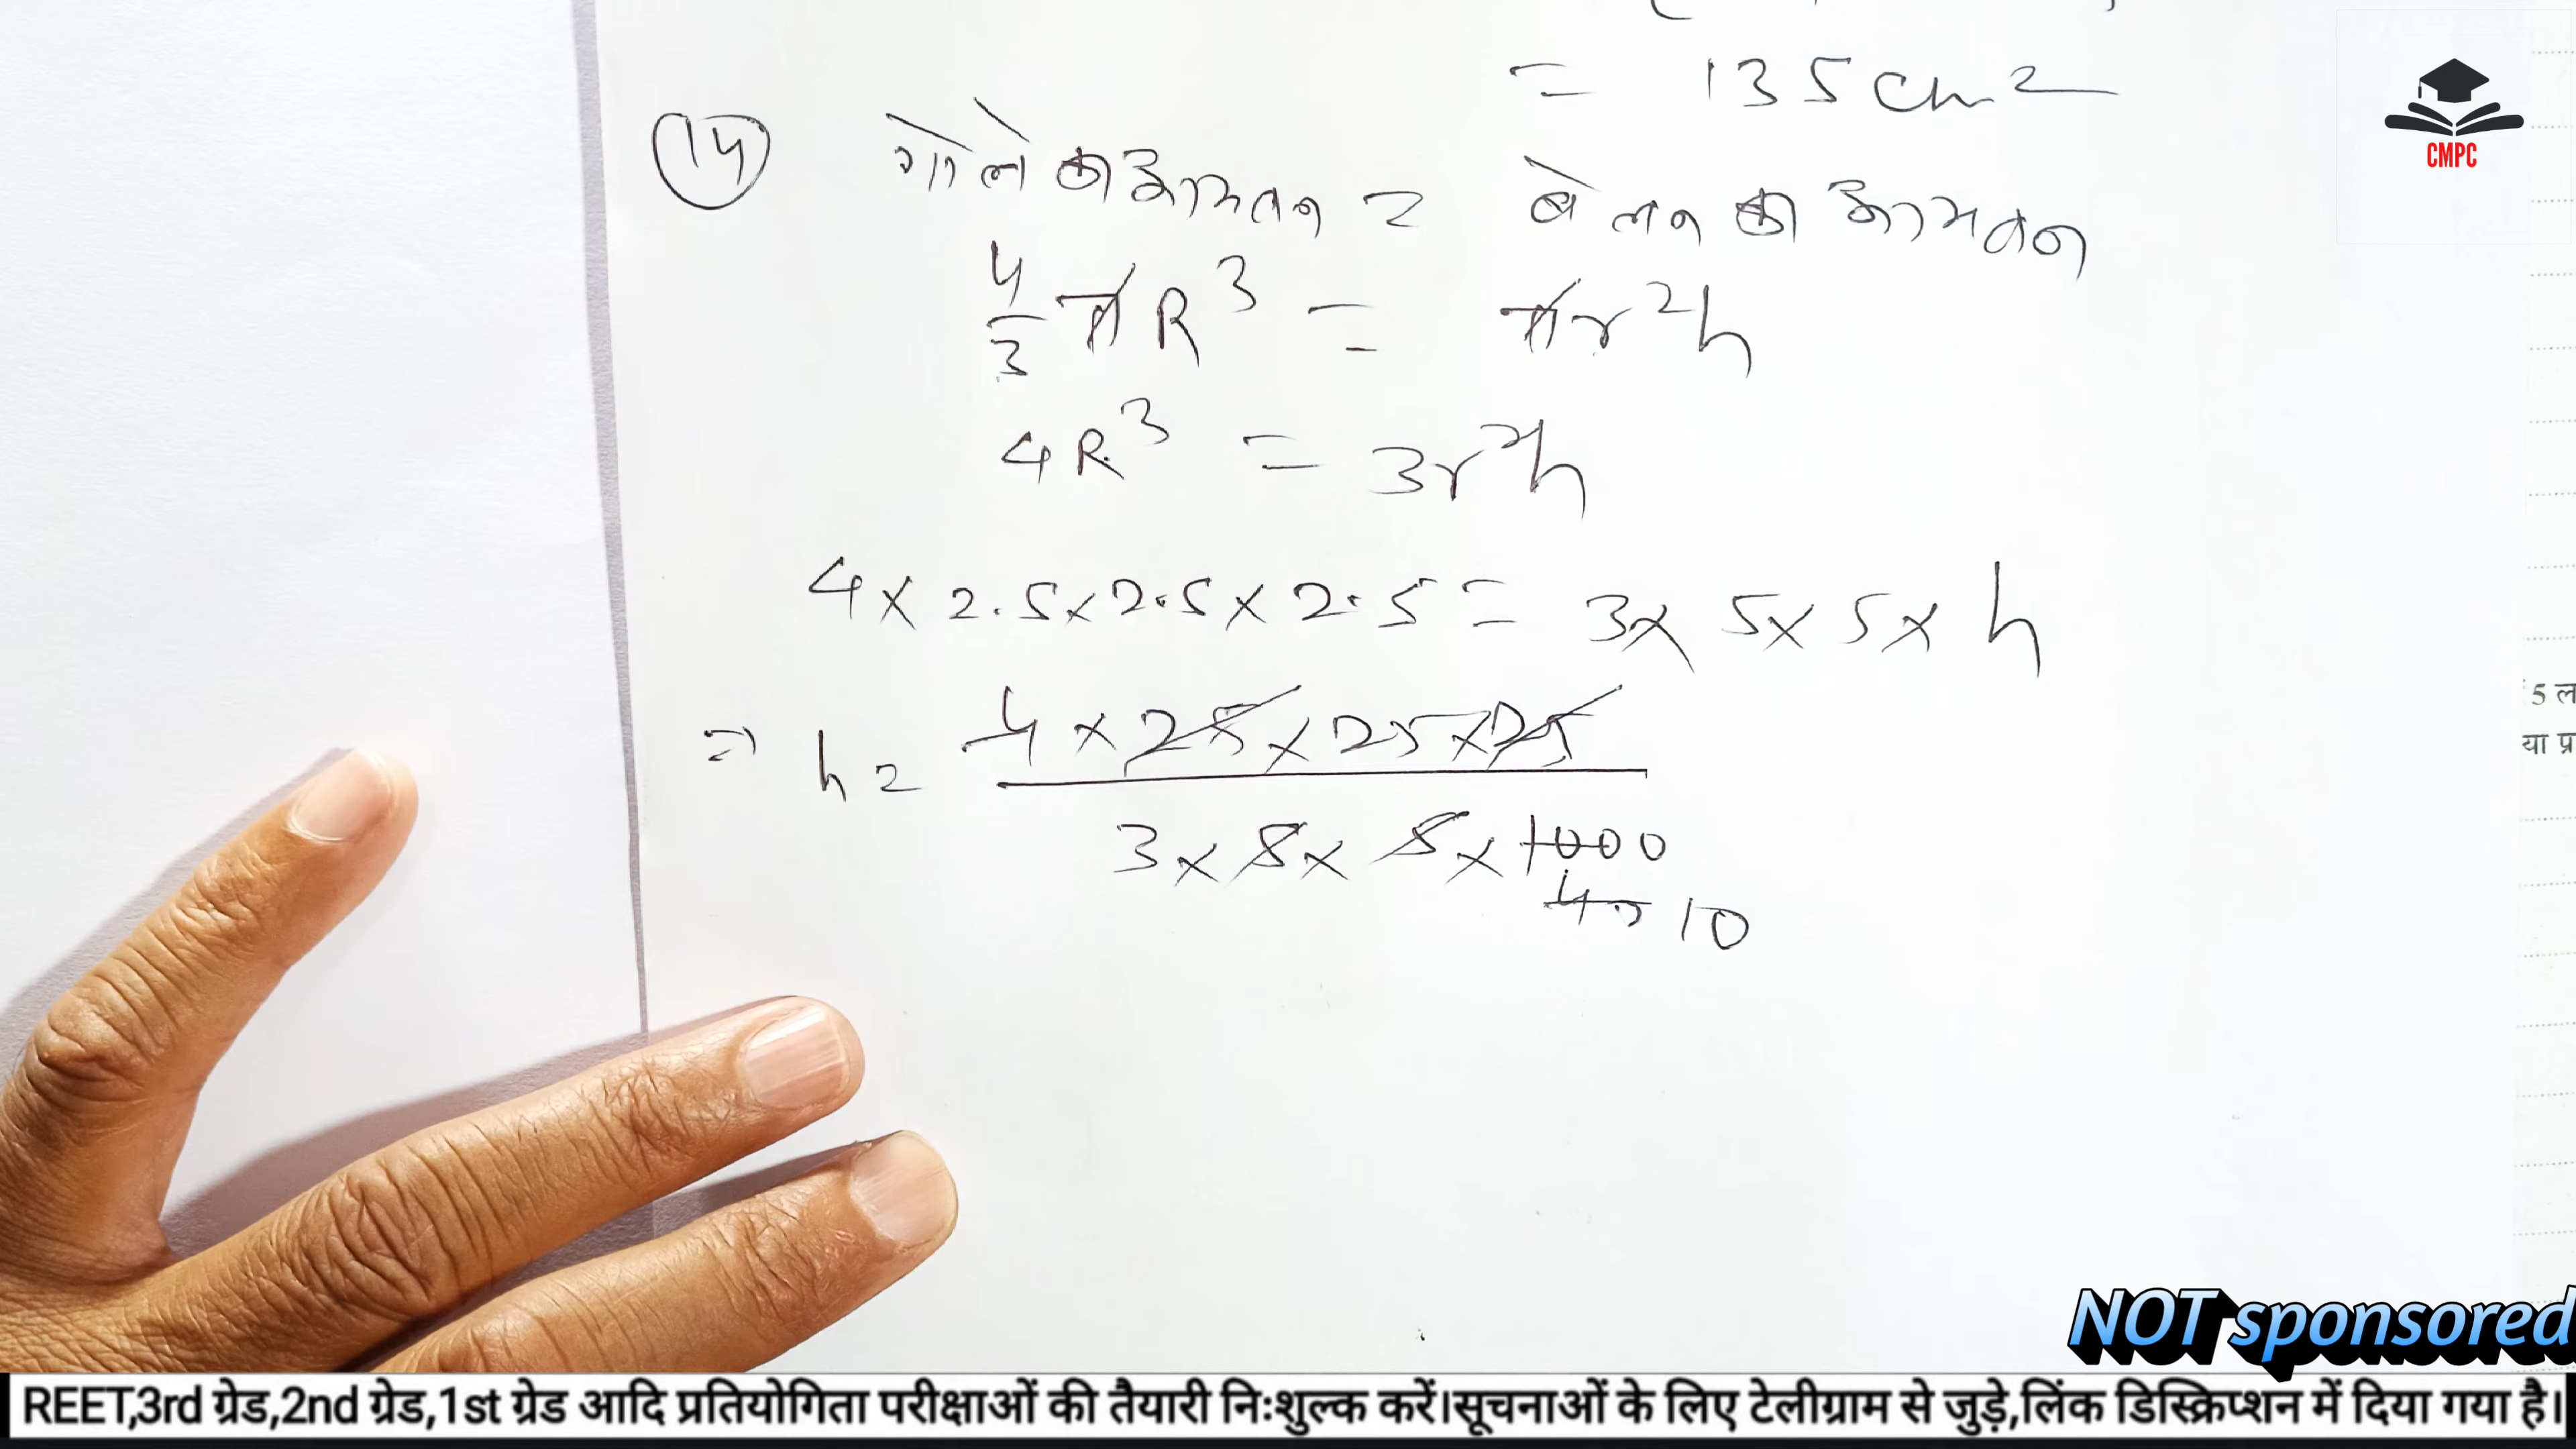 = 135 cm2
CMPC
14 गोले का आयतन = बेलन का आयतन
4/3 πR3 = πr2h
4R3 = 3r2h
4 × 2.5 × 2.5 × 2.5 = 3 × 5 × 5 × h
⇒ h = 4 × 25 × 25 × 25
3 × 5 × 5 × 1000
40 10
5 ल
या प्र
NOT sponsored
REET,3rd ग्रेड,2nd ग्रेड,1st ग्रेड आदि प्रतियोगिता परीक्षाओं की तैयारी निःशुल्क करें।सूचनाओं के लिए टेलीग्राम से जुड़े,लिंक डिस्क्रिप्शन में दिया गया है।